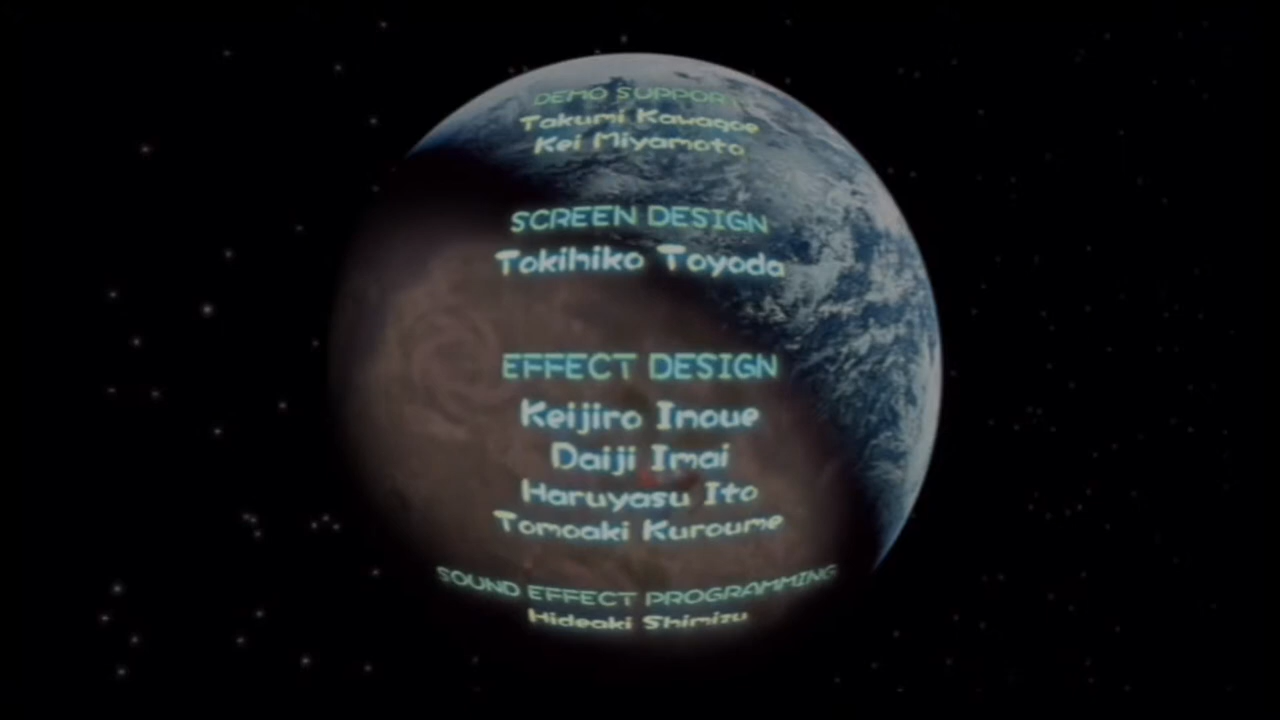 DEMO SUPPORT
Takumi Kawagoe
Kei Miyamoto
SCREEN DESIGN
Tokihiko Toyoda
EFFECT DESIGN
Keijiro Inoue
Daiji Imai
Haruyasu Ito
Tomoaki Kuroume
SOUND EFFECT PROGRAMMING
Hideaki Shimizu